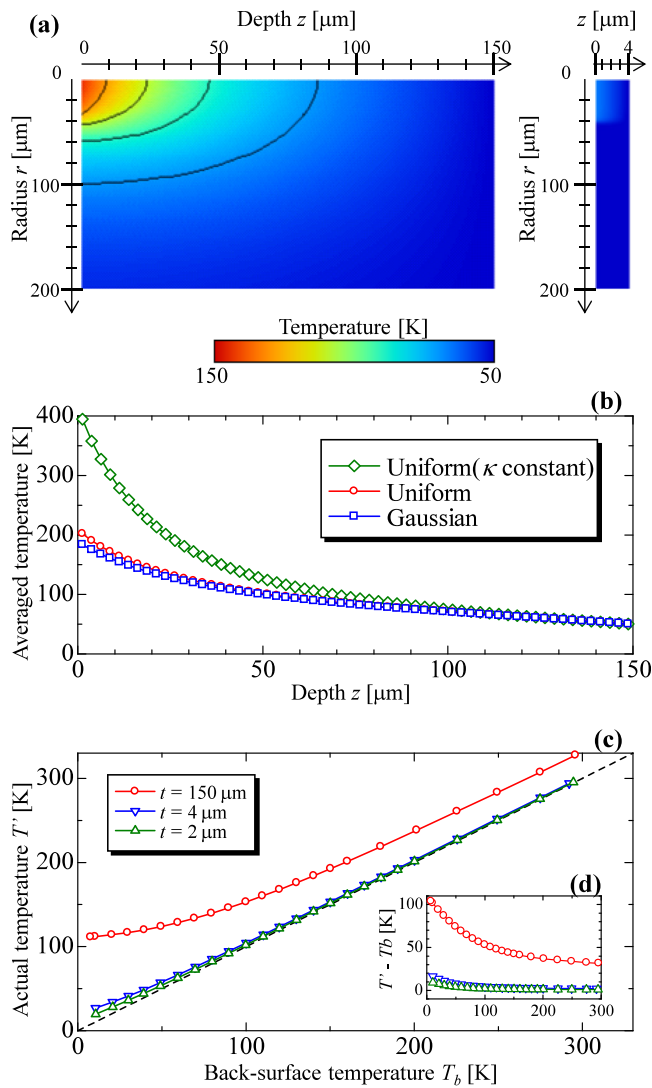 (a)
Depth z [μm]
0 50 100 150
z [μm]
0 4
0
100
200
Radius r [μm]
0
100
200
Radius r [μm]
Temperature [K]
150 50
(b)
400
300
200
100
0
Averaged temperature [K]
Uniform(κ constant)
Uniform
Gaussian
0 50 100 150
Depth z [μm]
(c)
300
200
100
0
Actual temperature T' [K]
t = 150 μm
t = 4 μm
t = 2 μm
(d)
100
50
0
T' - Tb [K]
0 100 200 300
0 100 200 300
Back-surface temperature Tb [K]